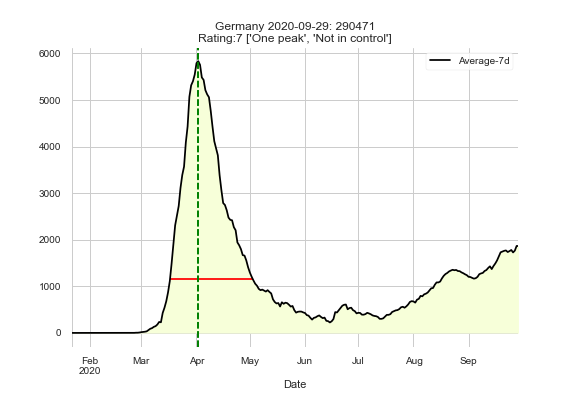 Germany 2020-09-29: 290471
Rating:7 ['One peak', 'Not in control']
Average-7d
6000
5000
4000
3000
2000
1000
0
Feb Mar Apr May Jun Jul Aug Sep
2020
Date